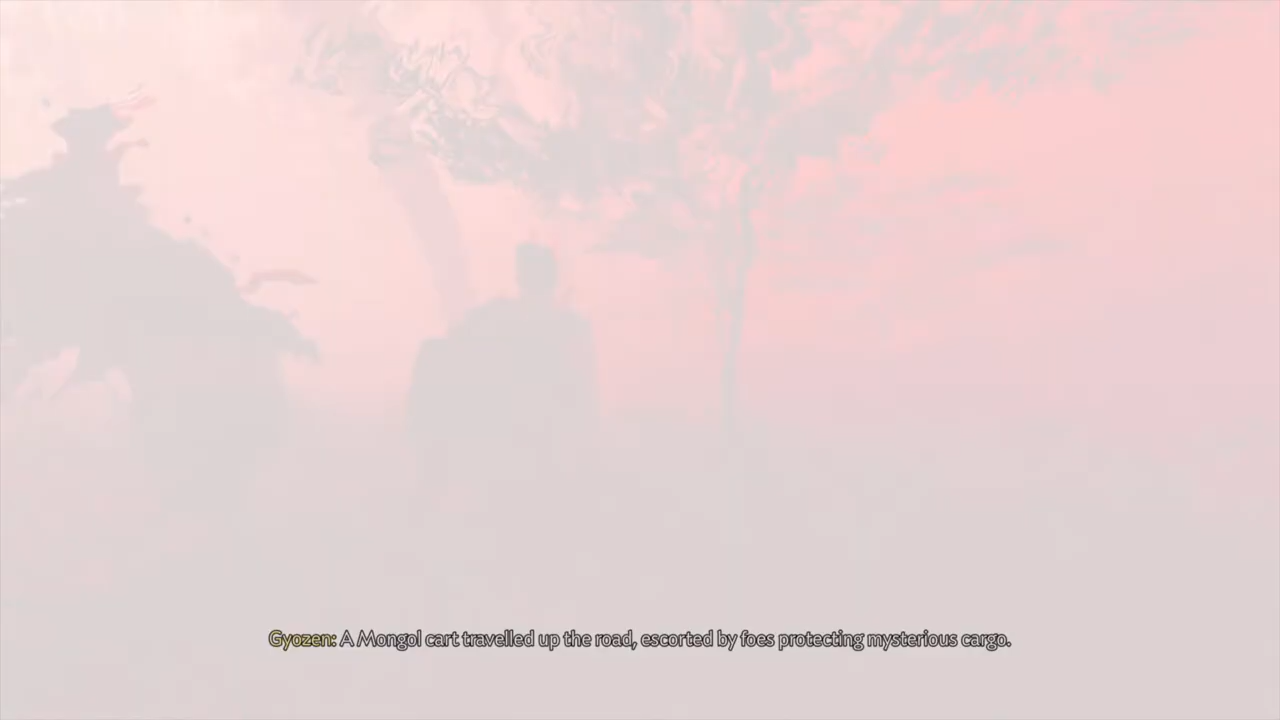 Gyozen: A Mongol cart travelled up the road, escorted by foes protecting mysterious cargo.